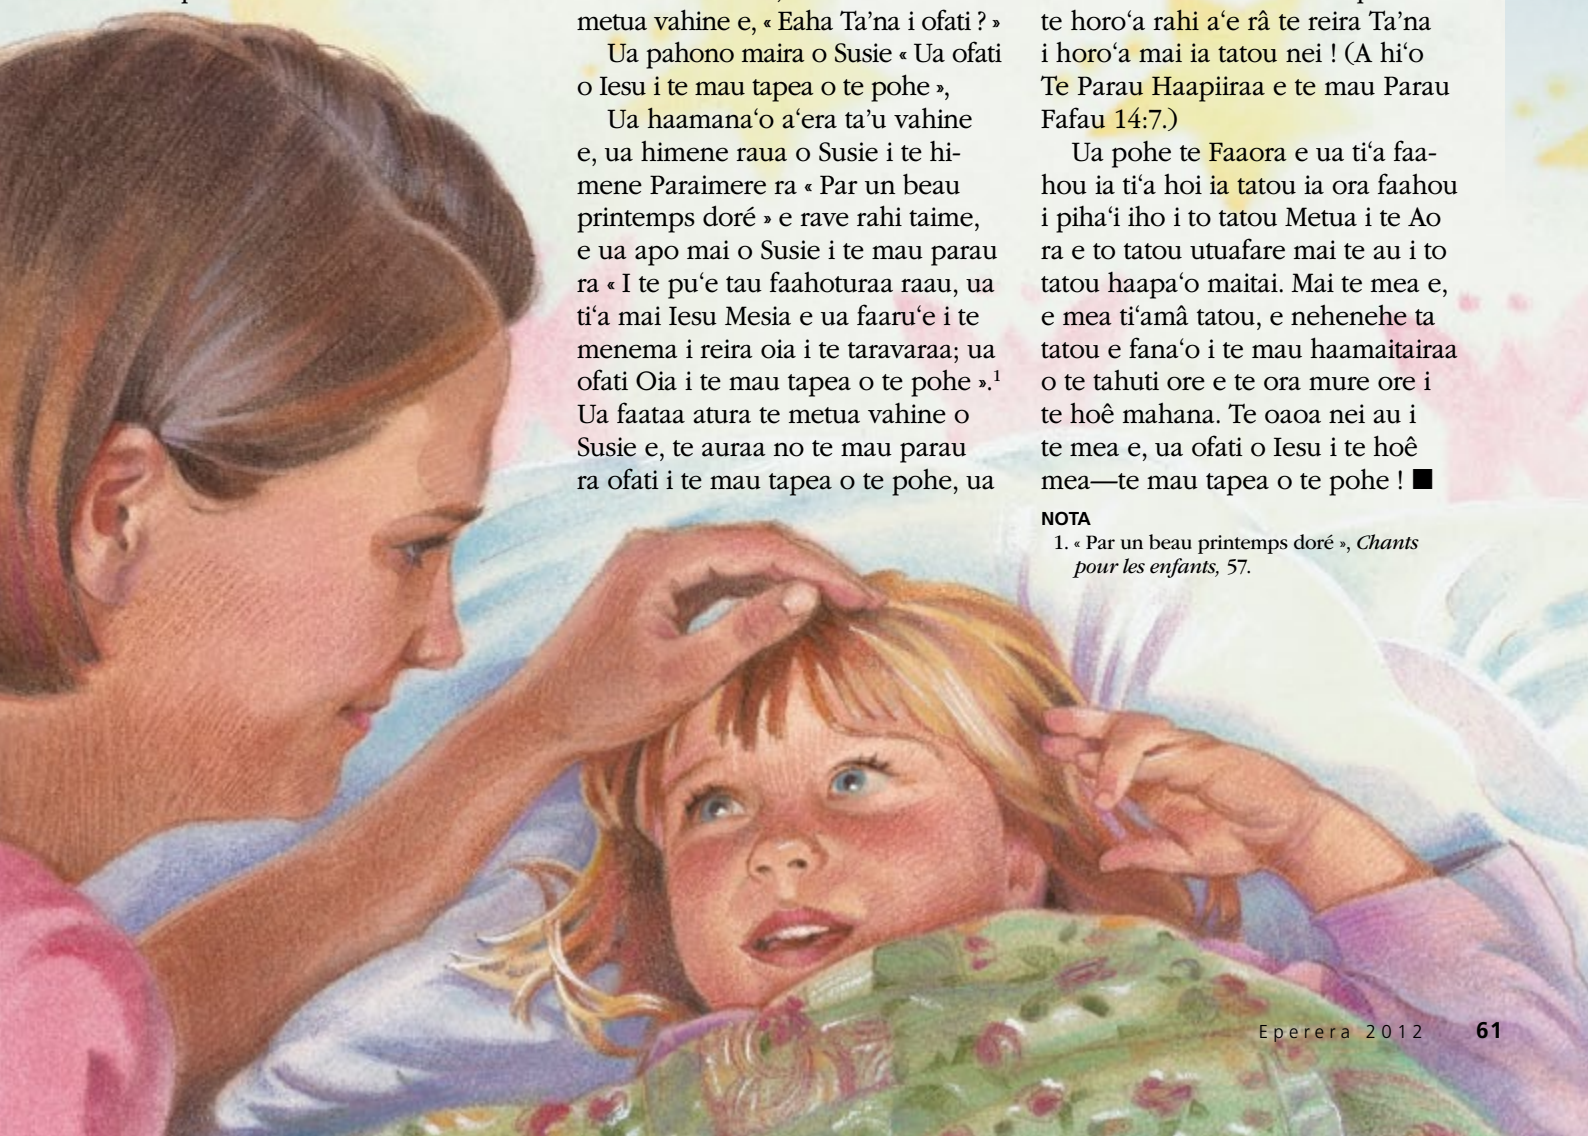 metua vahine e, « Eaha Ta’na i ofati ? »
Ua pahono maira o Susie « Ua ofati
o Iesu i te mau tapea o te pohe »,
Ua haamana‘o a‘era ta’u vahine
e, ua himene raua o Susie i te hi-
mene Paraimere ra « Par un beau
printemps doré » e rave rahi taime,
e ua apo mai o Susie i te mau parau
ra « I te pu‘e tau faahoturaa raau, ua
ti‘a mai Iesu Mesia e ua faaru‘e i te
menema i reira oia i te taravaraa; ua
ofati Oia i te mau tapea o te pohe ».1
Ua faataa atura te metua vahine o
Susie e, te auraa no te mau parau
ra ofati i te mau tapea o te pohe, ua
te horo‘a rahi a‘e râ te reira Ta’na
i horo‘a mai ia tatou nei ! (A hi‘o
Te Parau Haapiiraa e te mau Parau
Fafau 14:7.)
Ua pohe te Faaora e ua ti‘a faa-
hou ia ti‘a hoi ia tatou ia ora faahou
i piha‘i iho i to tatou Metua i te Ao
ra e to tatou utuafare mai te au i to
tatou haapa‘o maitai. Mai te mea e,
e mea ti‘amâ tatou, e nehenehe ta
tatou e fana‘o i te mau haamaitairaa
o te tahuti ore e te ora mure ore i
te hoê mahana. Te oaoa nei au i
te mea e, ua ofati o Iesu i te hoê
mea—te mau tapea o te pohe ! ■
NOTA
1. « Par un beau printemps doré », Chants
pour les enfants, 57.
Eperera 2012 61